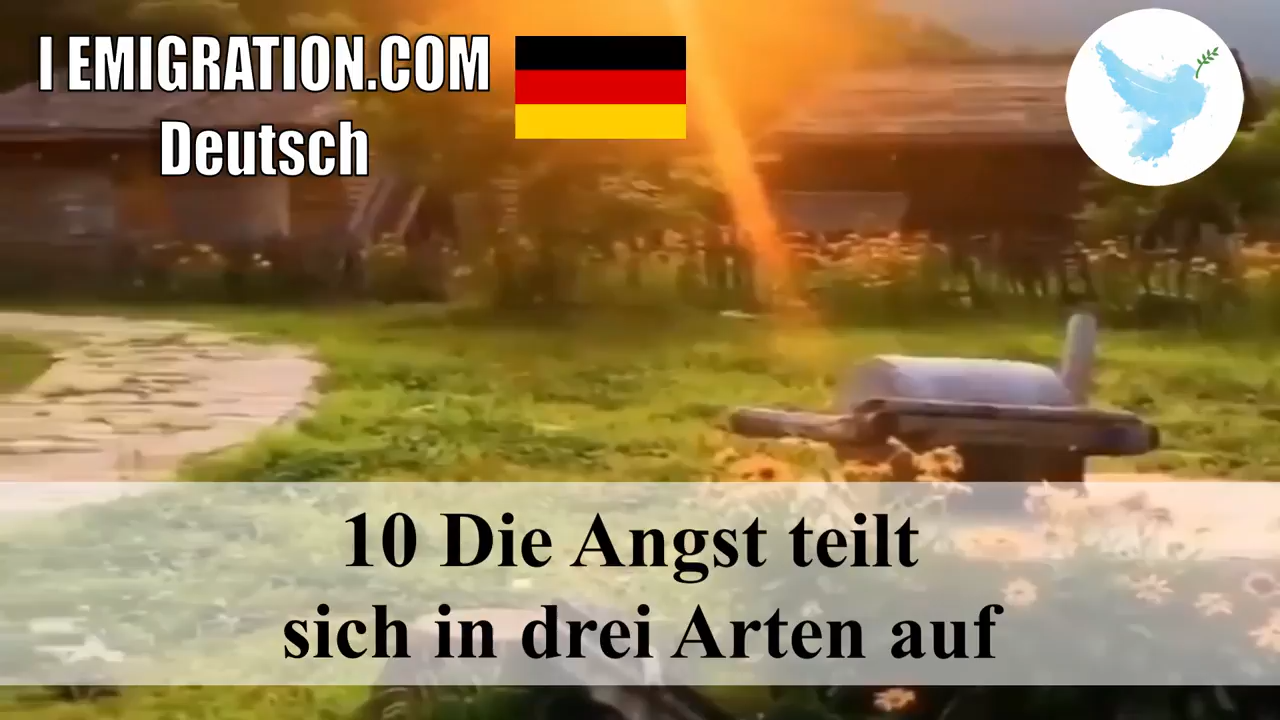 I EMIGRATION.COM
Deutsch
10 Die Angst teilt
sich in drei Arten auf